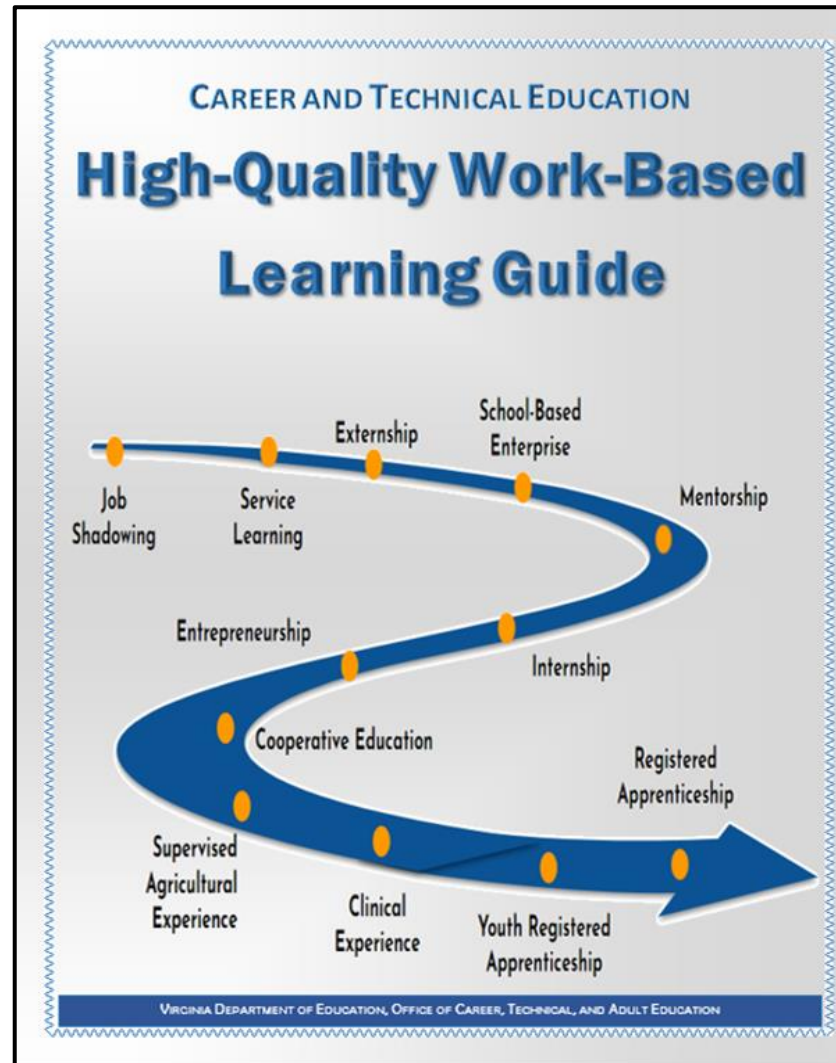 CAREER AND TECHNICAL EDUCATION
High-Quality Work-Based
Learning Guide
Job
Shadowing
Service
Learning
Externship
School-Based
Enterprise
Mentorship
Internship
Entrepreneurship
Cooperative Education
Supervised
Agricultural
Experience
Clinical
Experience
Youth Registered
Apprenticeship
Registered
Apprenticeship
VIRGINIA DEPARTMENT OF EDUCATION, OFFICE OF CAREER, TECHNICAL, AND ADULT EDUCATION